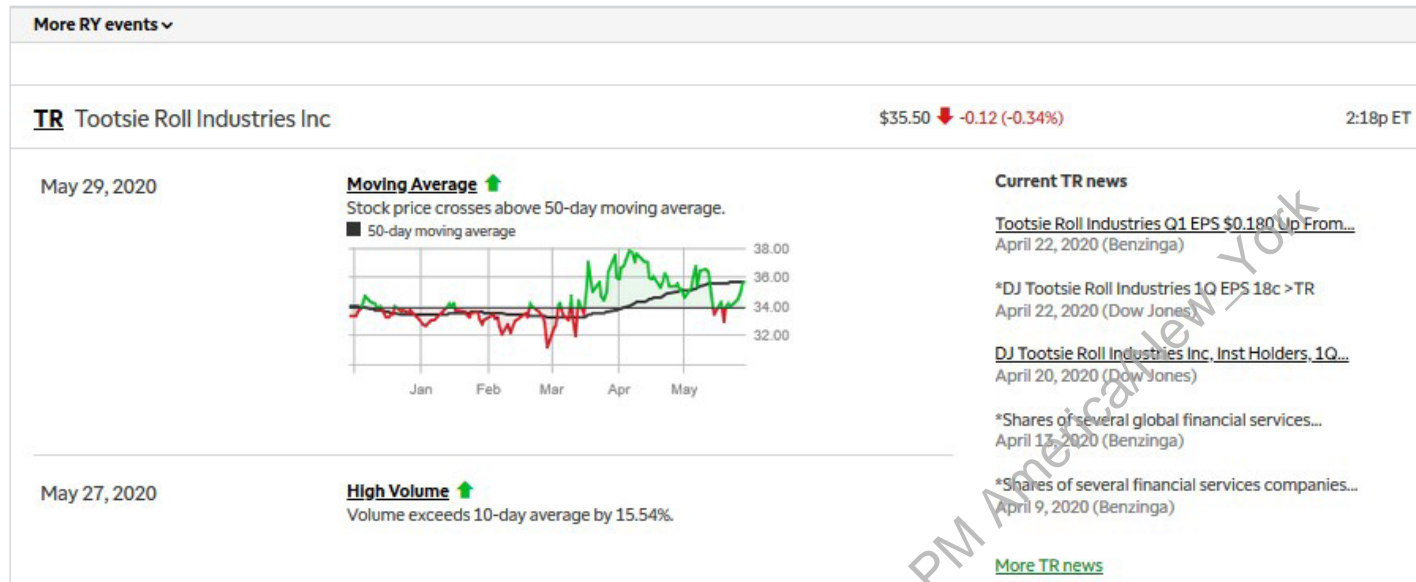 More RY events
TR Tootsie Roll Industries Inc
$35.50 -0.12 (-0.34%)
2:18p ET
May 29, 2020
Moving Average
Stock price crosses above 50-day moving average.
50-day moving average
38.00
36.00
34.00
32.00
Jan Feb Mar Apr May
May 27, 2020
High Volume
Volume exceeds 10-day average by 15.54%.
Current TR news
Tootsie Roll Industries Q1 EPS $0.180 Up From...
April 22, 2020 (Benzinga)
*DJ Tootsie Roll Industries 1Q EPS 18c >TR
April 22, 2020 (Dow Jones)
DJ Tootsie Roll Industries Inc, Inst Holders, 1Q...
April 20, 2020 (Dow Jones)
*Shares of several global financial services...
April 13, 2020 (Benzinga)
*Shares of several financial services companies...
April 9, 2020 (Benzinga)
More TR news
PM America/New_York